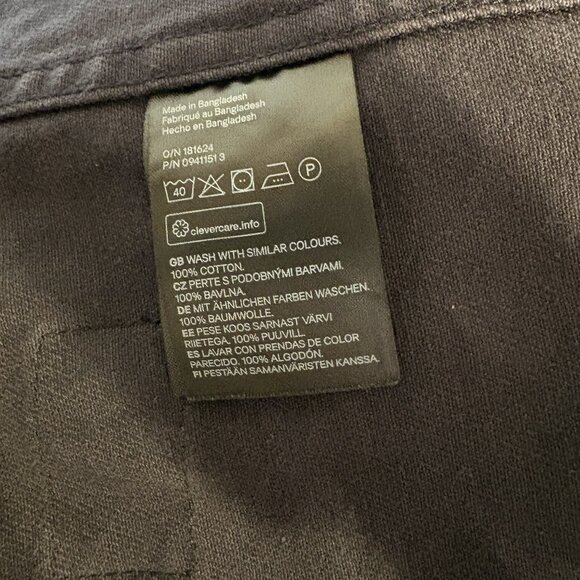 Made in Bangladesh
Fabriqué au Bangladesh
Hecho en Bangladesh
O/N 181624
P/N 0941151 3
40 P
clevercare.info
GB WASH WITH SIMILAR COLOURS.
100% COTTON.
CZ PERTE S PODOBNÝMI BARVAMI.
100% BAVLNA.
DE MIT ÄHNLICHEN FARBEN WASCHEN.
100% BAUMWOLLE.
EE PESE KOOS SARNAST VÄRVI
RIIETEGA. 100% PUUVILL.
ES LAVAR CON PRENDAS DE COLOR
PARECIDO. 100% ALGODÓN.
FI PESTÄÄN SAMANVÄRISTEN KANSSA.